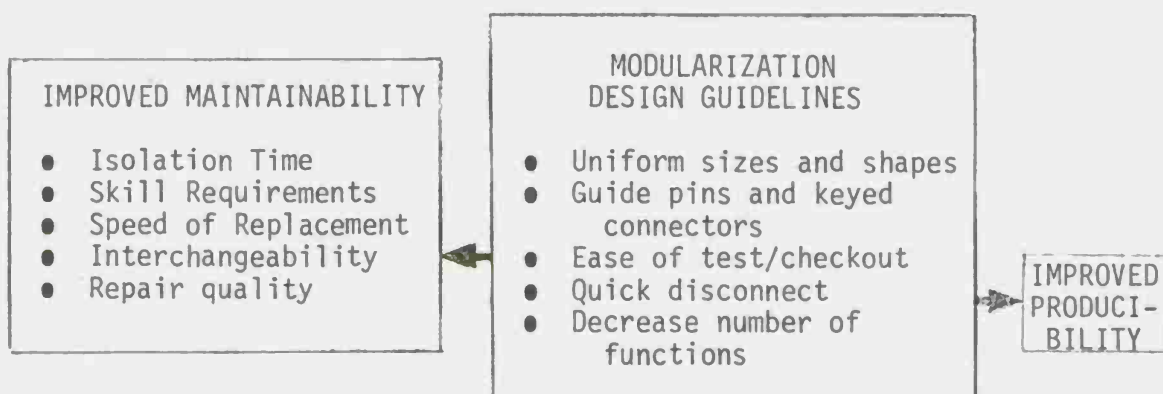 IMPROVED MAINTAINABILITY
● Isolation Time
● Skill Requirements
● Speed of Replacement
● Interchangeability
● Repair quality
MODULARIZATION
DESIGN GUIDELINES
● Uniform sizes and shapes
● Guide pins and keyed
connectors
● Ease of test/checkout
● Quick disconnect
● Decrease number of
functions
IMPROVED
PRODUCI-
BILITY